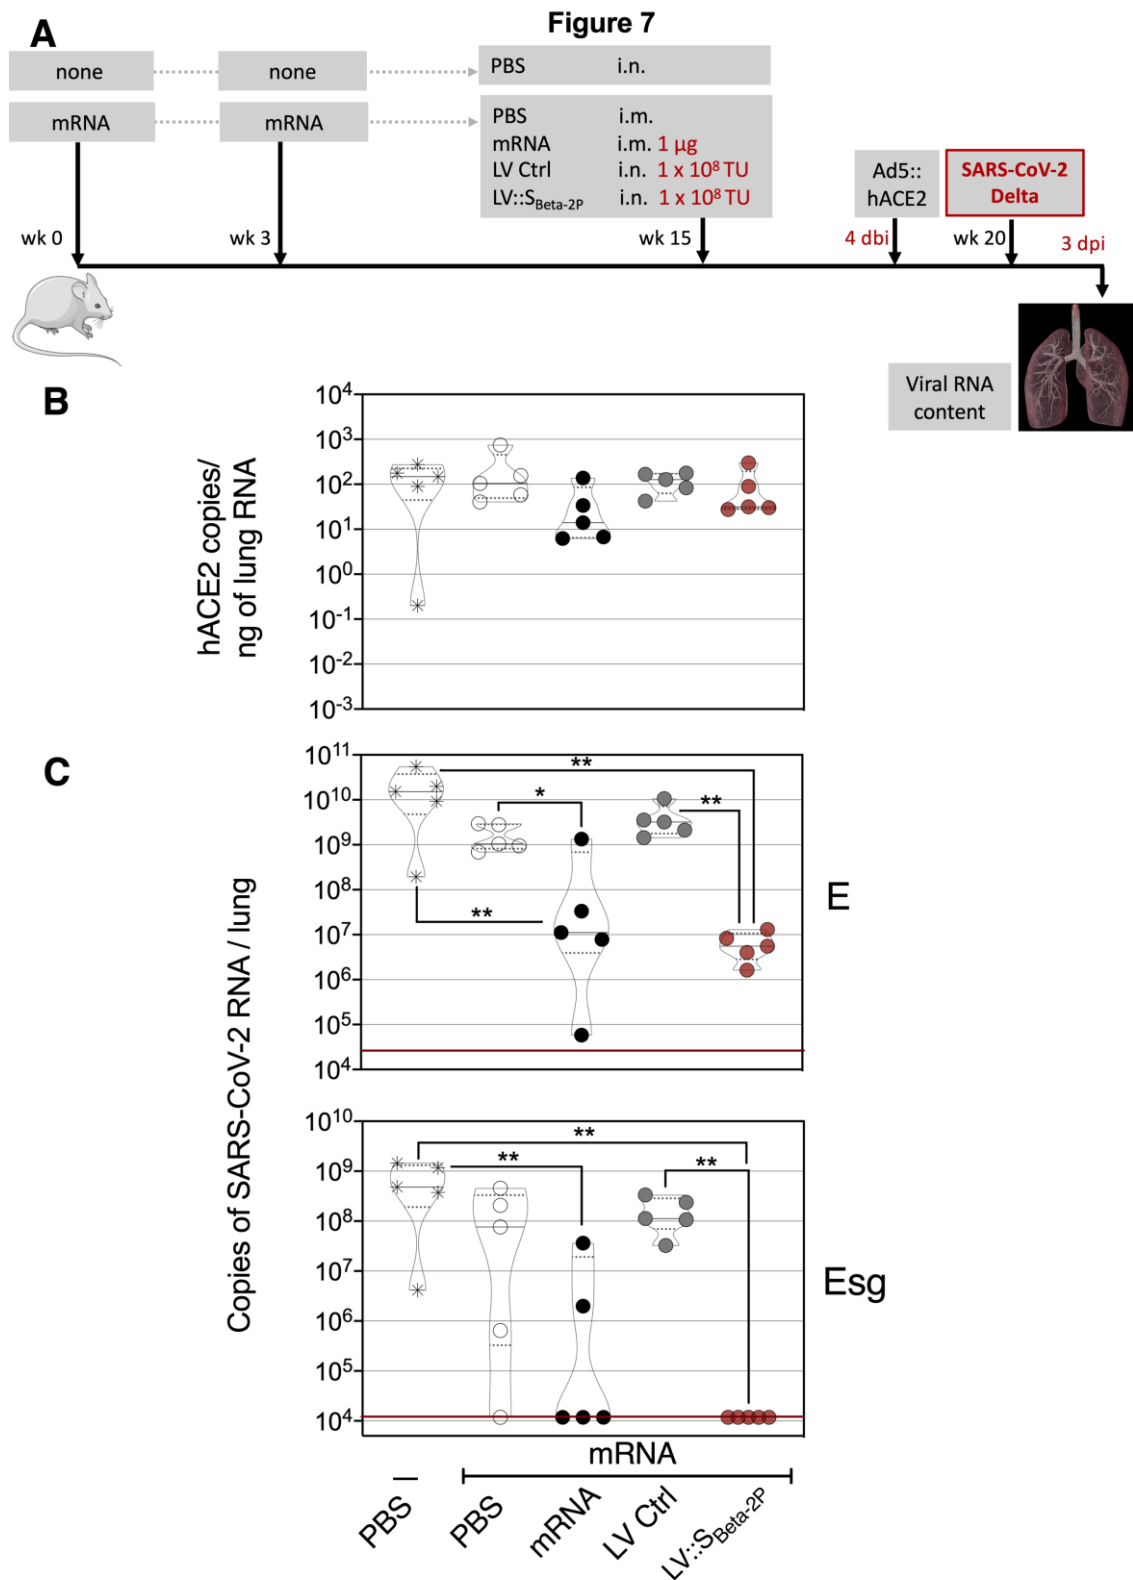 Figure 7
A
none none PBS i.n.
mRNA mRNA PBS i.m.
mRNA i.m. 1 µg
LV Ctrl i.n. 1 x 10⁸ TU
LV::S_Beta-2P i.n. 1 x 10⁸ TU
Ad5::
hACE2
SARS-CoV-2
Delta
wk 0 wk 3 wk 15 4 dbi wk 20 3 dpi
Viral RNA
content
B
hACE2 copies/
ng of lung RNA
10⁴
10³
10²
10¹
10⁰
10⁻¹
10⁻²
10⁻³
C
Copies of SARS-CoV-2 RNA / lung
10¹¹
10¹⁰
10⁹
10⁸
10⁷
10⁶
10⁵
10⁴
**
*
**
**
E
10¹⁰
10⁹
10⁸
10⁷
10⁶
10⁵
10⁴
**
**
**
Esg
mRNA
– PBS PBS mRNA LV Ctrl LV::S_Beta-2P